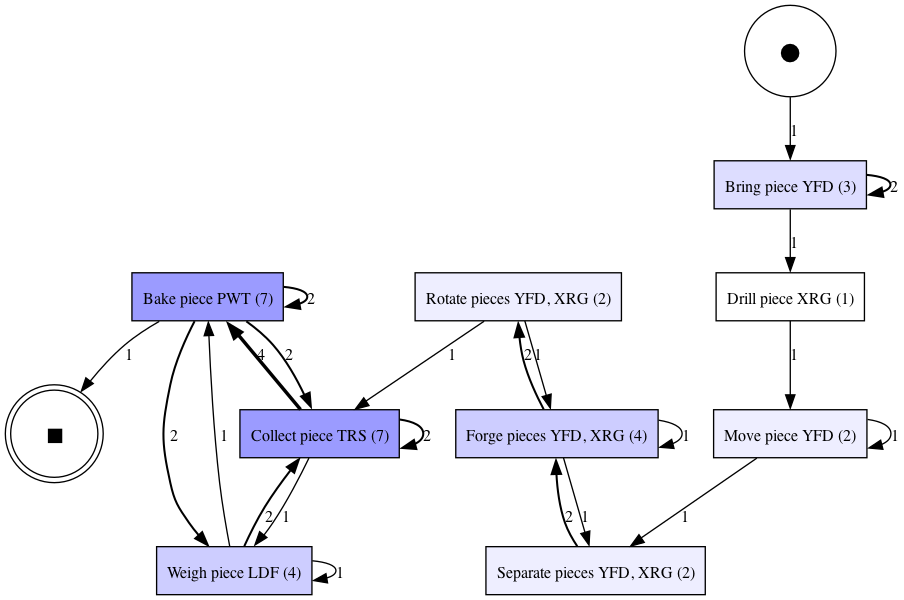 1
Bring piece YFD (3)
2
1
Bake piece PWT (7)
2
Rotate pieces YFD, XRG (2)
Drill piece XRG (1)
1
4
2
1
2
1
1
Collect piece TRS (7)
2
Forge pieces YFD, XRG (4)
1
Move piece YFD (2)
1
2
1
2
1
2
1
1
Weigh piece LDF (4)
1
Separate pieces YFD, XRG (2)